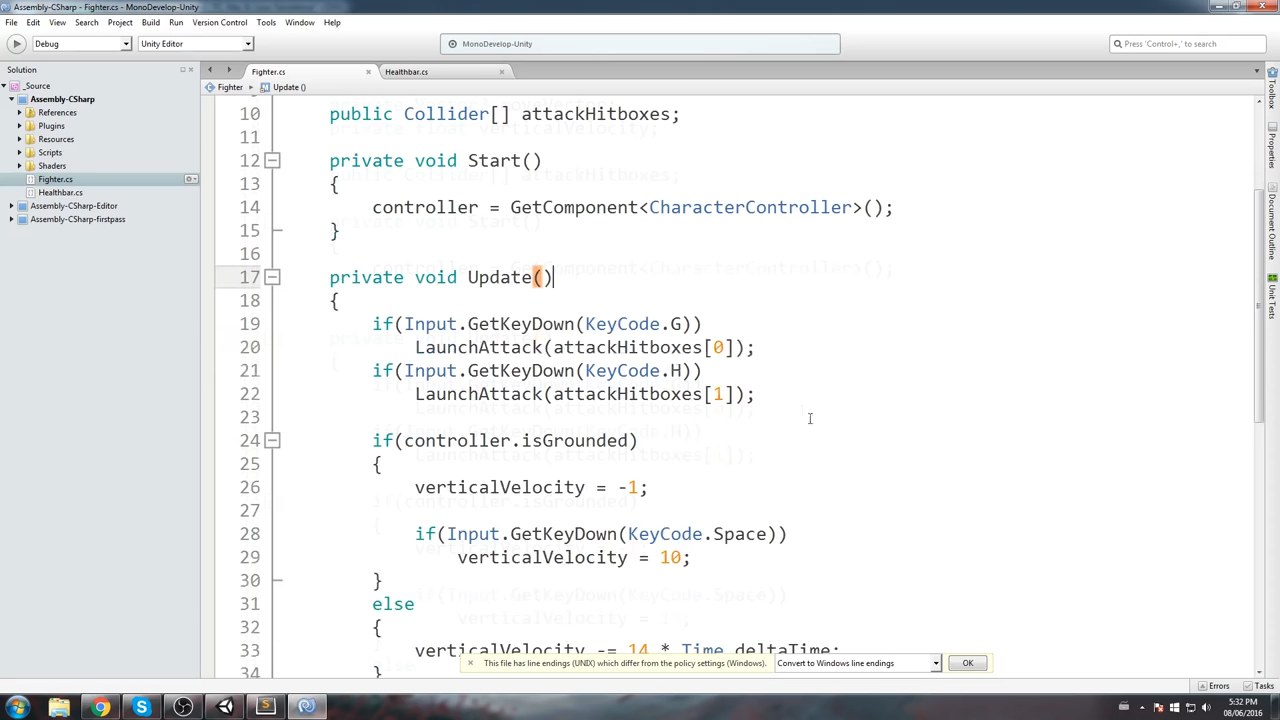 Assembly-CSharp - Fighter.cs - MonoDevelop-Unity
File Edit View Search Project Build Run Version Control Tools Window Help
Debug Unity Editor MonoDevelop-Unity Press 'Control+,' to search
Solution
_Source
Assembly-CSharp
References
Plugins
Resources
Scripts
Shaders
Fighter.cs
Healthbar.cs
Assembly-CSharp-Editor
Assembly-CSharp-firstpass
Fighter.cs Healthbar.cs
Fighter Update ()
10 public Collider[] attackHitboxes;
11
12 private void Start()
13 {
14 controller = GetComponent<CharacterController>();
15 }
16
17 private void Update()
18 {
19 if(Input.GetKeyDown(KeyCode.G))
20 LaunchAttack(attackHitboxes[0]);
21 if(Input.GetKeyDown(KeyCode.H))
22 LaunchAttack(attackHitboxes[1]);
23
24 if(controller.isGrounded)
25 {
26 verticalVelocity = -1;
27
28 if(Input.GetKeyDown(KeyCode.Space))
29 verticalVelocity = 10;
30 }
31 else
32 {
33 verticalVelocity -= 14 * Time.deltaTime;
34 }
This file has line endings (UNIX) which differ from the policy settings (Windows). Convert to Windows line endings OK
Toolbox
Properties
Document Outline
Unit Tests
Errors Tasks
5:32 PM
08/06/2016